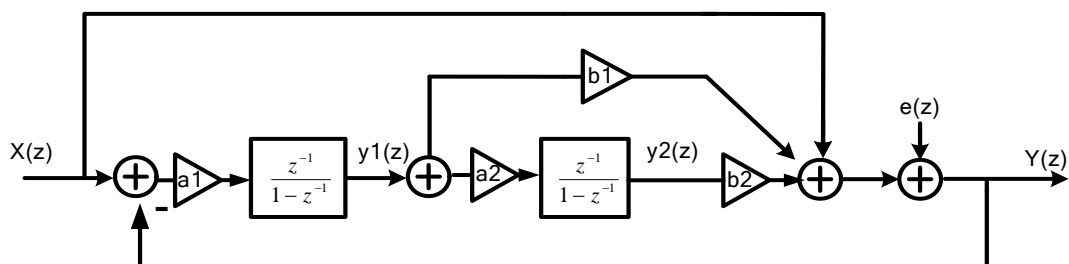 b1
e(z)
X(z)
y1(z)
y2(z)
Y(z)
+
a1
z⁻¹
1 − z⁻¹
+
a2
z⁻¹
1 − z⁻¹
b2
+
+
-